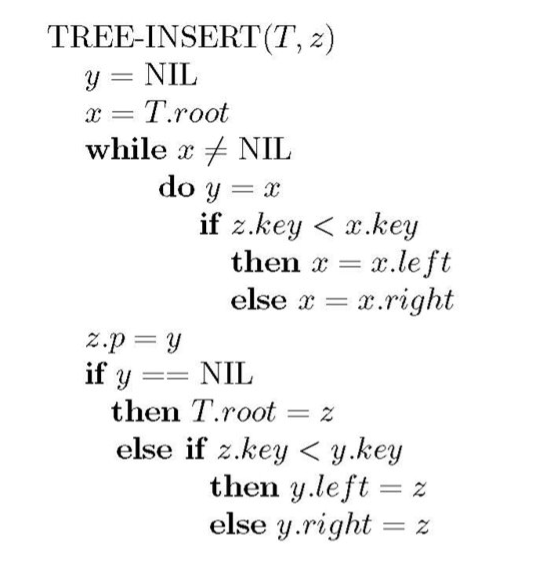 TREE-INSERT(T, z)
y = NIL
x = T.root
while x ≠ NIL
do y = x
if z.key < x.key
then x = x.left
else x = x.right
z.p = y
if y == NIL
then T.root = z
else if z.key < y.key
then y.left = z
else y.right = z